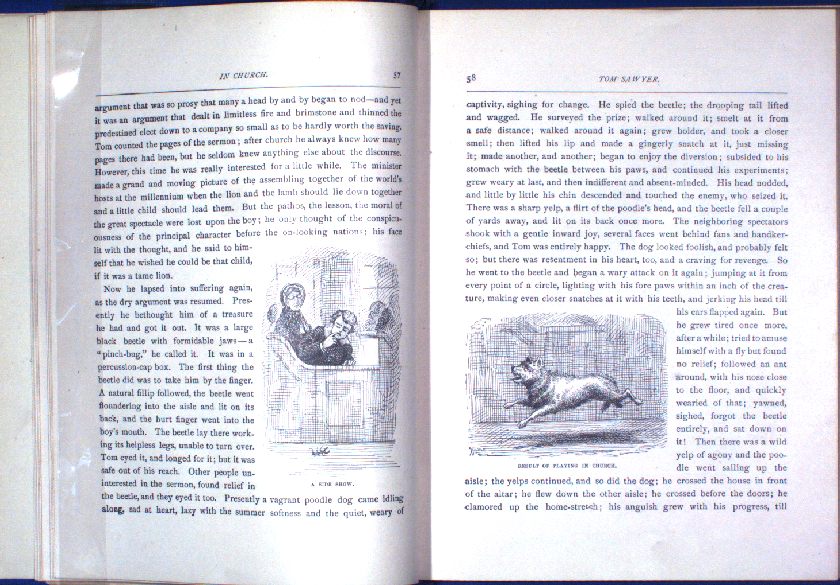 IN CHURCH. 57
argument that was so prosy that many a head by and by began to nod—and yet
it was an argument that dealt in limitless fire and brimstone and thinned the
predestined elect down to a company so small as to be hardly worth the saving.
Tom counted the pages of the sermon; after church he always knew how many
pages there had been, but he seldom knew anything else about the discourse.
However, this time he was really interested for a little while. The minister
made a grand and moving picture of the assembling together of the world's
hosts at the millennium when the lion and the lamb should lie down together
and a little child should lead them. But the pathos, the lesson, the moral of
the great spectacle were lost upon the boy; he only thought of the conspicu-
ousness of the principal character before the on-looking nations; his face
lit with the thought, and he said to him-
self that he wished he could be that child,
if it was a tame lion.
Now he lapsed into suffering again,
as the dry argument was resumed. Pres-
ently he bethought him of a treasure
he had and got it out. It was a large
black beetle with formidable jaws—a
"pinch-bug," he called it. It was in a
percussion-cap box. The first thing the
beetle did was to take him by the finger.
A natural fillip followed, the beetle went
floundering into the aisle and lit on its
back, and the hurt finger went into the
boy's mouth. The beetle lay there work-
ing its helpless legs, unable to turn over.
Tom eyed it, and longed for it; but it was
safe out of his reach. Other people un-
interested in the sermon, found relief in
the beetle, and they eyed it too. Presently a vagrant poodle dog came idling
along, sad at heart, lazy with the summer softness and the quiet, weary of
A SIDE SHOW.
58 TOM SAWYER.
captivity, sighing for change. He spied the beetle; the drooping tail lifted
and wagged. He surveyed the prize; walked around it; smelt at it from
a safe distance; walked around it again; grew bolder, and took a closer
smell; then lifted his lip and made a gingerly snatch at it, just missing
it; made another, and another; began to enjoy the diversion; subsided to his
stomach with the beetle between his paws, and continued his experiments;
grew weary at last, and then indifferent and absent-minded. His head nodded,
and little by little his chin descended and touched the enemy, who seized it.
There was a sharp yelp, a flirt of the poodle's head, and the beetle fell a couple
of yards away, and lit on its back once more. The neighboring spectators
shook with a gentle inward joy, several faces went behind fans and handker-
chiefs, and Tom was entirely happy. The dog looked foolish, and probably felt
so; but there was resentment in his heart, too, and a craving for revenge. So
he went to the beetle and began a wary attack on it again; jumping at it from
every point of a circle, lighting with his fore paws within an inch of the crea-
ture, making even closer snatches at it with his teeth, and jerking his head till
his ears flapped again. But
he grew tired once more,
after a while; tried to amuse
himself with a fly but found
no relief; followed an ant
around, with his nose close
to the floor, and quickly
wearied of that; yawned,
sighed, forgot the beetle
entirely, and sat down on
it! Then there was a wild
yelp of agony and the poo-
dle went sailing up the
aisle; the yelps continued, and so did the dog; he crossed the house in front
of the altar; he flew down the other aisle; he crossed before the doors; he
clamored up the home-stretch; his anguish grew with his progress, till
RESULT OF PLAYING IN CHURCH.